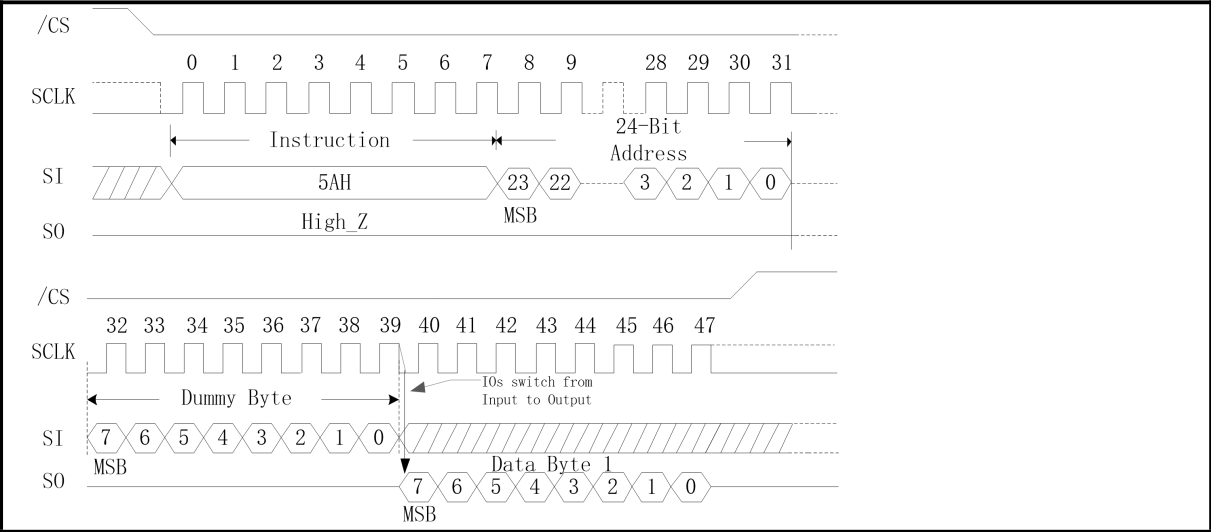 /CS
0 1 2 3 4 5 6 7 8 9 28 29 30 31
SCLK
Instruction
24-Bit
Address
SI
5AH
23 22 3 2 1 0
MSB
High_Z
SO
/CS
32 33 34 35 36 37 38 39 40 41 42 43 44 45 46 47
SCLK
IOs switch from
Input to Output
Dummy Byte
SI
7 6 5 4 3 2 1 0
MSB
Data Byte 1
SO
7 6 5 4 3 2 1 0
MSB